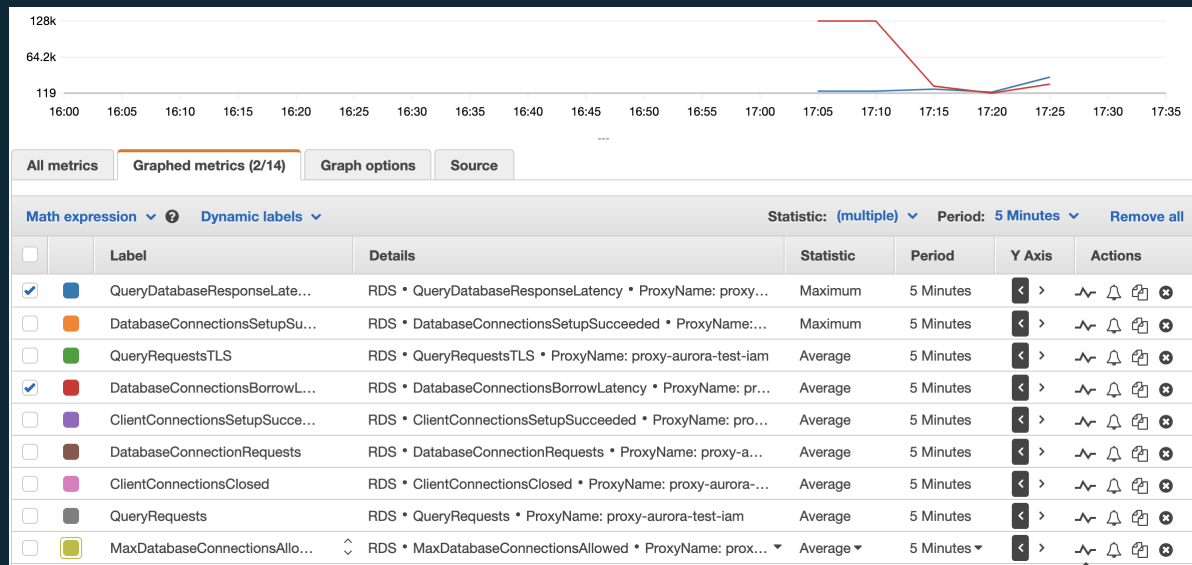 128k
64.2k
119
16:00 16:05 16:10 16:15 16:20 16:25 16:30 16:35 16:40 16:45 16:50 16:55 17:00 17:05 17:10 17:15 17:20 17:25 17:30 17:35
All metrics Graphed metrics (2/14) Graph options Source
Math expression ? Dynamic labels Statistic: (multiple) Period: 5 Minutes Remove all
Label Details Statistic Period Y Axis Actions
QueryDatabaseResponseLate... RDS • QueryDatabaseResponseLatency • ProxyName: proxy... Maximum 5 Minutes < >
DatabaseConnectionsSetupSu... RDS • DatabaseConnectionsSetupSucceeded • ProxyName:... Maximum 5 Minutes < >
QueryRequestsTLS RDS • QueryRequestsTLS • ProxyName: proxy-aurora-test-iam Average 5 Minutes < >
DatabaseConnectionsBorrowL... RDS • DatabaseConnectionsBorrowLatency • ProxyName: pr... Average 5 Minutes < >
ClientConnectionsSetupSucce... RDS • ClientConnectionsSetupSucceeded • ProxyName: pro... Average 5 Minutes < >
DatabaseConnectionRequests RDS • DatabaseConnectionRequests • ProxyName: proxy-a... Average 5 Minutes < >
ClientConnectionsClosed RDS • ClientConnectionsClosed • ProxyName: proxy-aurora-... Average 5 Minutes < >
QueryRequests RDS • QueryRequests • ProxyName: proxy-aurora-test-iam Average 5 Minutes < >
MaxDatabaseConnectionsAllo... RDS • MaxDatabaseConnectionsAllowed • ProxyName: prox... Average 5 Minutes < >